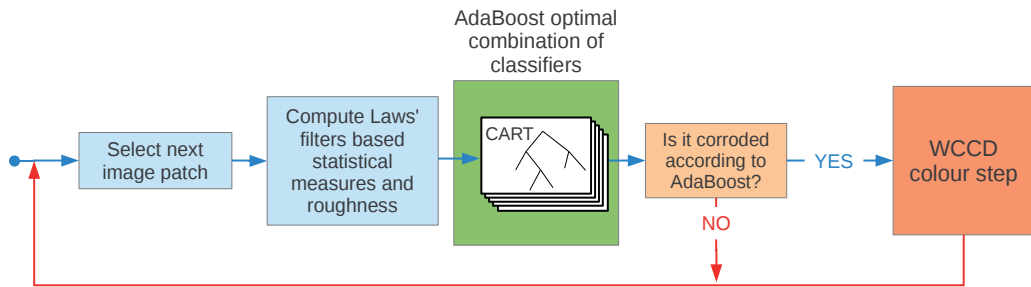 AdaBoost optimal
combination of
classifiers
Select next
image patch
Compute Laws'
filters based
statistical
measures and
roughness
CART
Is it corroded
according to
AdaBoost?
YES
NO
WCCD
colour step